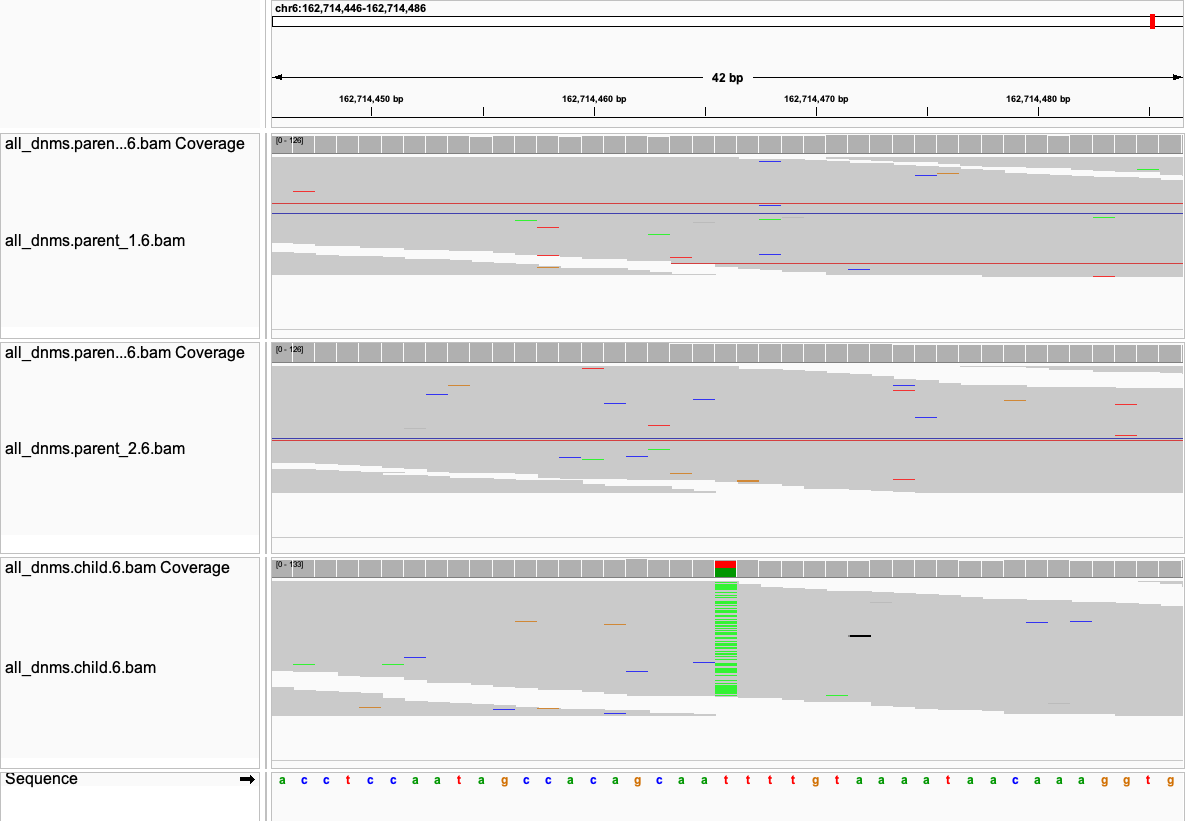 chr6:162,714,446-162,714,486
42 bp
162,714,450 bp 162,714,460 bp 162,714,470 bp 162,714,480 bp
all_dnms.paren...6.bam Coverage
[0 - 126]
all_dnms.parent_1.6.bam
all_dnms.paren...6.bam Coverage
[0 - 126]
all_dnms.parent_2.6.bam
all_dnms.child.6.bam Coverage
[0 - 133]
all_dnms.child.6.bam
Sequence a c c t c c a a t a g c c a c a g c a a t t t t g t a a a a t a a c a a a g g t g